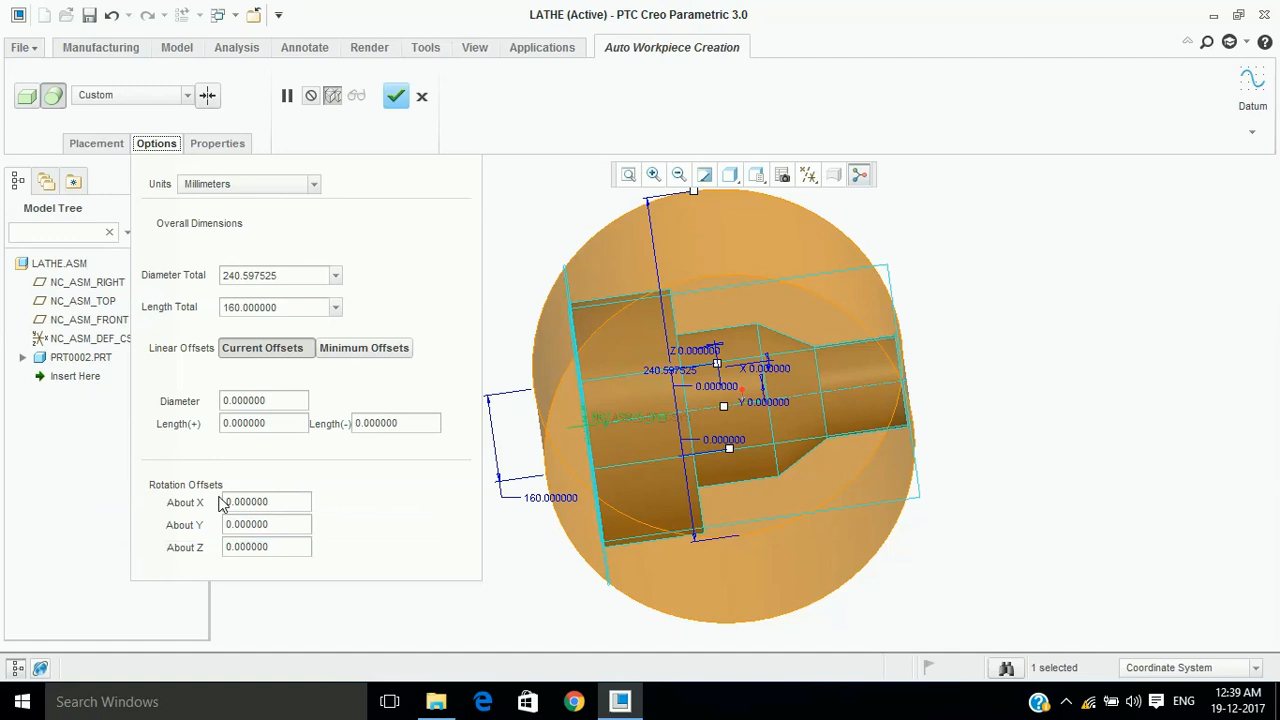 LATHE (Active) - PTC Creo Parametric 3.0
File Manufacturing Model Analysis Annotate Render Tools View Applications Auto Workpiece Creation
Custom
Datum
Placement Options Properties
Units Millimeters
Model Tree
Overall Dimensions
LATHE.ASM
NC_ASM_RIGHT
NC_ASM_TOP
NC_ASM_FRONT
NC_ASM_DEF_CS
PRT0002.PRT
Insert Here
Diameter Total 240.597525
Length Total 160.000000
Linear Offsets Current Offsets Minimum Offsets
Diameter 0.000000
Length(+) 0.000000 Length(-) 0.000000
Rotation Offsets
About X 0.000000
About Y 0.000000
About Z 0.000000
Z 0.000000
240.597525
X 0.000000
0.000000
Y 0.000000
0.000000
160.000000
1 selected
Coordinate System
Search Windows
ENG
12:39 AM
19-12-2017